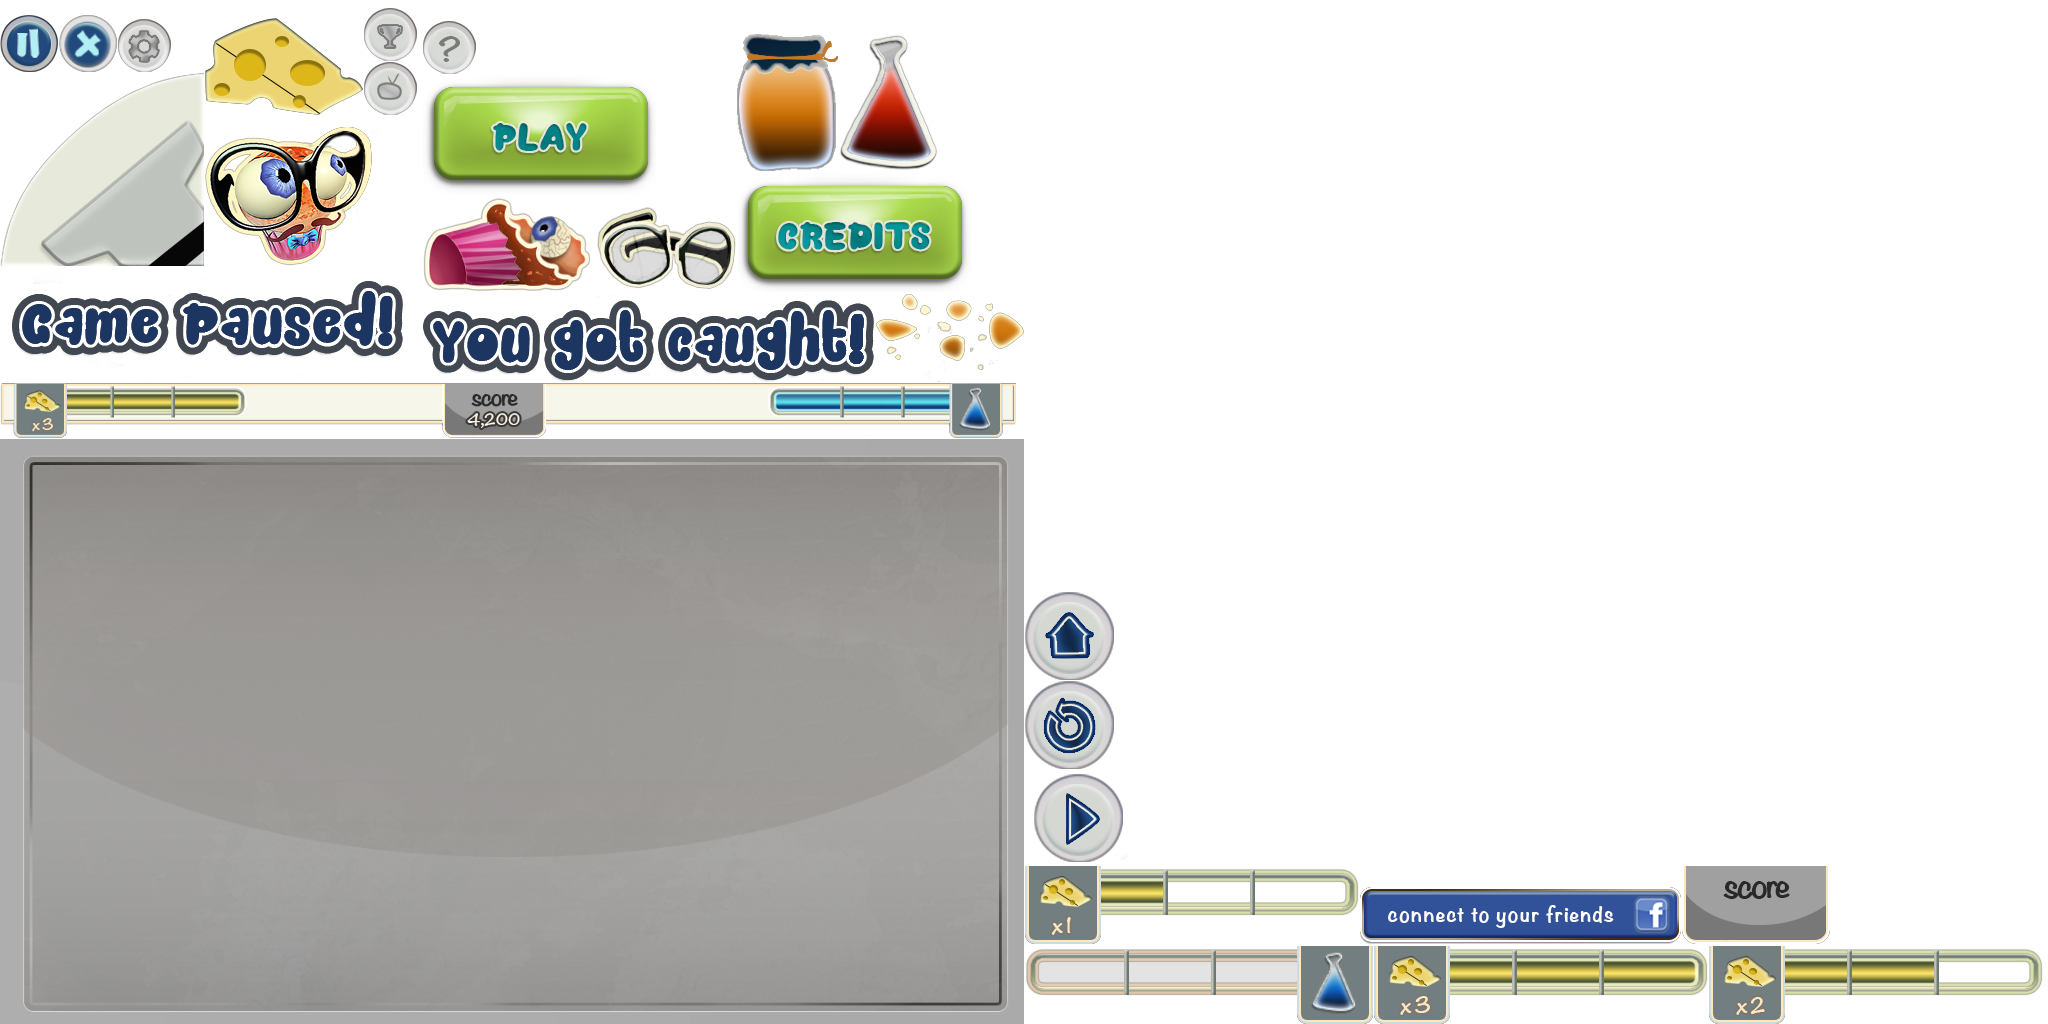 ?
PLAY
CREDITS
Game Paused!
You got caught!
x3
score
4,200
x1
connect to your friends
f
score
x3
x2